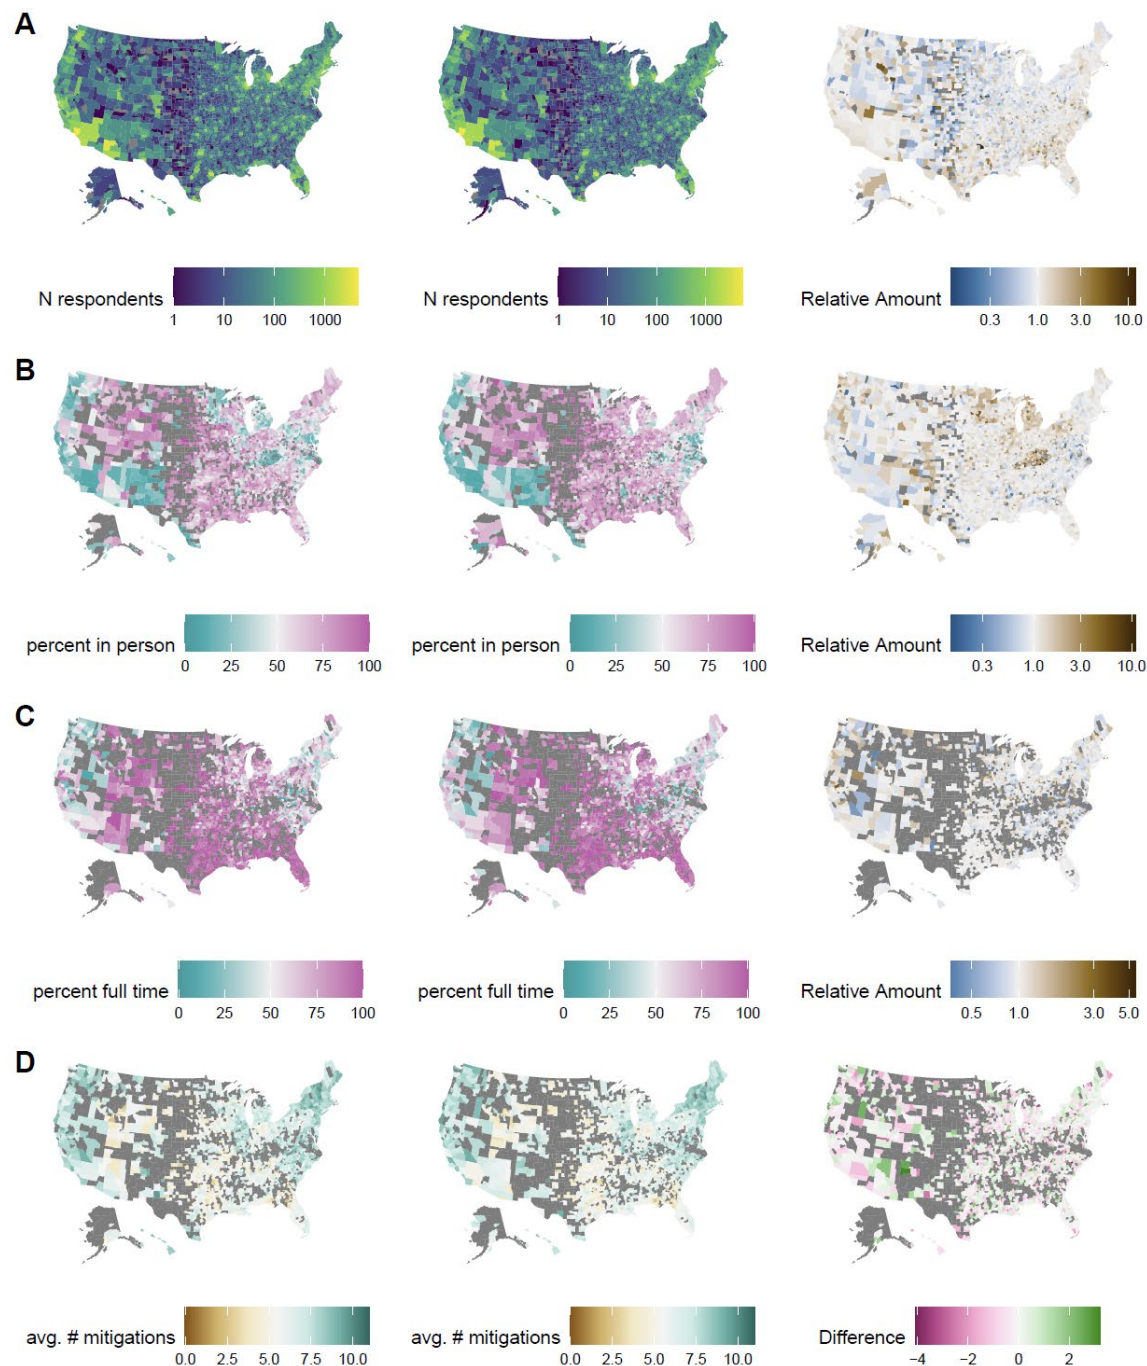 A
N respondents
1 10 100 1000
N respondents
1 10 100 1000
Relative Amount
0.3 1.0 3.0 10.0
B
percent in person
0 25 50 75 100
percent in person
0 25 50 75 100
Relative Amount
0.3 1.0 3.0 10.0
C
percent full time
0 25 50 75 100
percent full time
0 25 50 75 100
Relative Amount
0.5 1.0 3.0 5.0
D
avg. # mitigations
0.0 2.5 5.0 7.5 10.0
avg. # mitigations
0.0 2.5 5.0 7.5 10.0
Difference
−4 −2 0 2